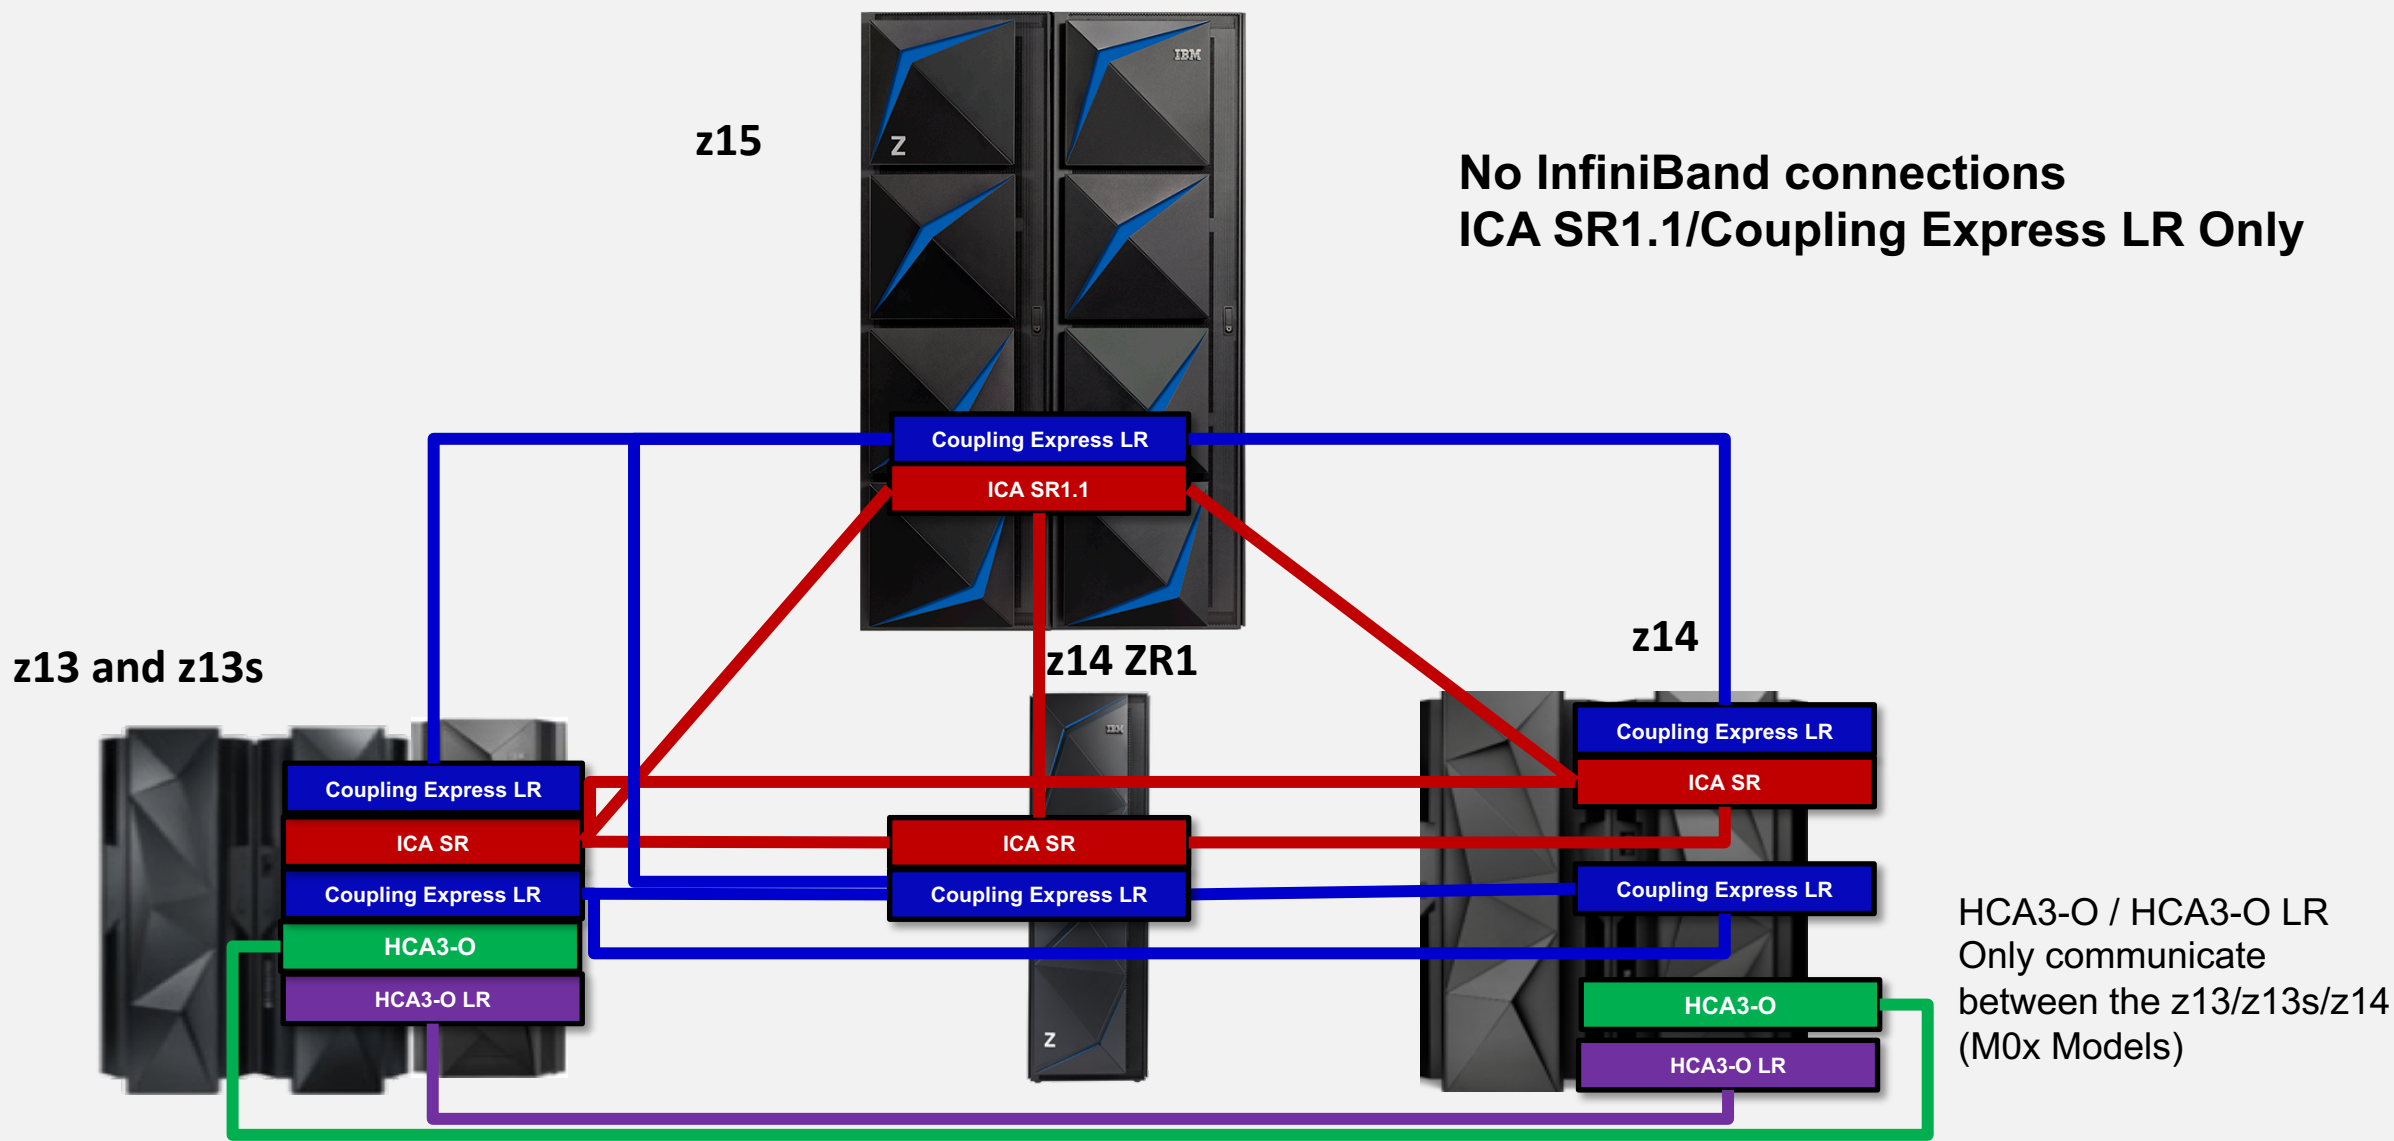 IBM
z15
Z
No InfiniBand connections
ICA SR1.1/Coupling Express LR Only
Coupling Express LR
ICA SR1.1
z13 and z13s
z14 ZR1
z14
IBM
Coupling Express LR
ICA SR
Coupling Express LR
HCA3-O
HCA3-O LR
ICA SR
Coupling Express LR
Z
Coupling Express LR
ICA SR
Coupling Express LR
HCA3-O
HCA3-O LR
HCA3-O / HCA3-O LR
Only communicate
between the z13/z13s/z14
(M0x Models)